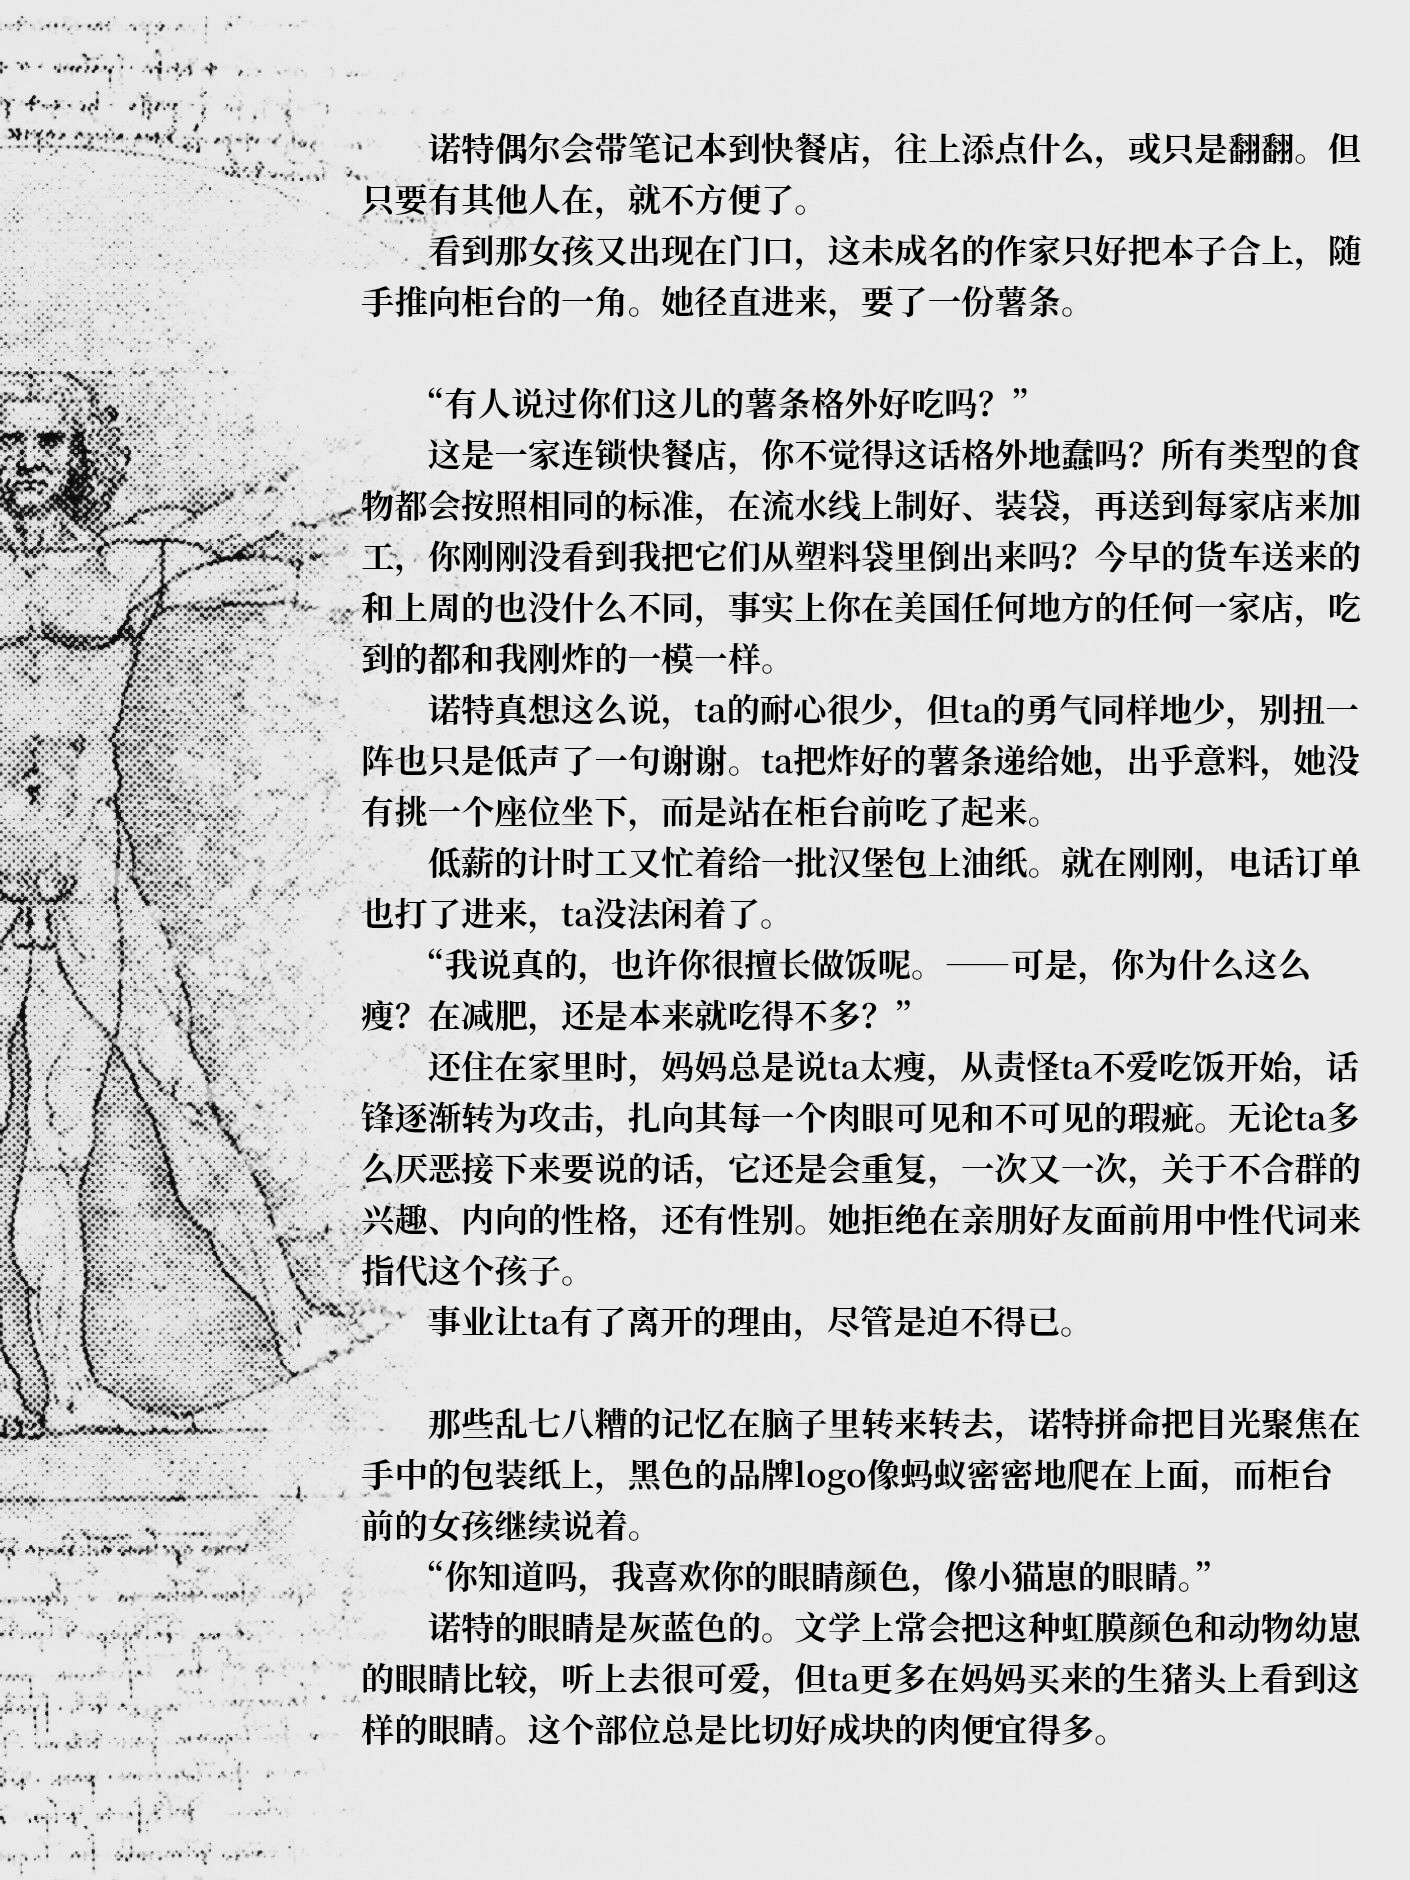 诺特偶尔会带笔记本到快餐店，往上添点什么，或只是翻翻。但
只要有其他人在，就不方便了。
看到那女孩又出现在门口，这未成名的作家只好把本子合上，随
手推向柜台的一角。她径直进来，要了一份薯条。
“有人说过你们这儿的薯条格外好吃吗？”
这是一家连锁快餐店，你不觉得这话格外地蠢吗？所有类型的食
物都会按照相同的标准，在流水线上制好、装袋，再送到每家店来加
工，你刚刚没看到我把它们从塑料袋里倒出来吗？今早的货车送来的
和上周的也没什么不同，事实上你在美国任何地方的任何一家店，吃
到的都和我刚炸的一模一样。
诺特真想这么说，ta的耐心很少，但ta的勇气同样地少，别扭一
阵也只是低声了一句谢谢。ta把炸好的薯条递给她，出乎意料，她没
有挑一个座位坐下，而是站在柜台前吃了起来。
低薪的计时工又忙着给一批汉堡包上油纸。就在刚刚，电话订单
也打了进来，ta没法闲着了。
“我说真的，也许你很擅长做饭呢。——可是，你为什么这么
瘦？在减肥，还是本来就吃得不多？”
还住在家里时，妈妈总是说ta太瘦，从责怪ta不爱吃饭开始，话
锋逐渐转为攻击，扎向其每一个肉眼可见和不可见的瑕疵。无论ta多
么厌恶接下来要说的话，它还是会重复，一次又一次，关于不合群的
兴趣、内向的性格，还有性别。她拒绝在亲朋好友面前用中性代词来
指代这个孩子。
事业让ta有了离开的理由，尽管是迫不得已。
那些乱七八糟的记忆在脑子里转来转去，诺特拼命把目光聚焦在
手中的包装纸上，黑色的品牌logo像蚂蚁密密地爬在上面，而柜台
前的女孩继续说着。
“你知道吗，我喜欢你的眼睛颜色，像小猫崽的眼睛。”
诺特的眼睛是灰蓝色的。文学上常会把这种虹膜颜色和动物幼崽
的眼睛比较，听上去很可爱，但ta更多在妈妈买来的生猪头上看到这
样的眼睛。这个部位总是比切好成块的肉便宜得多。